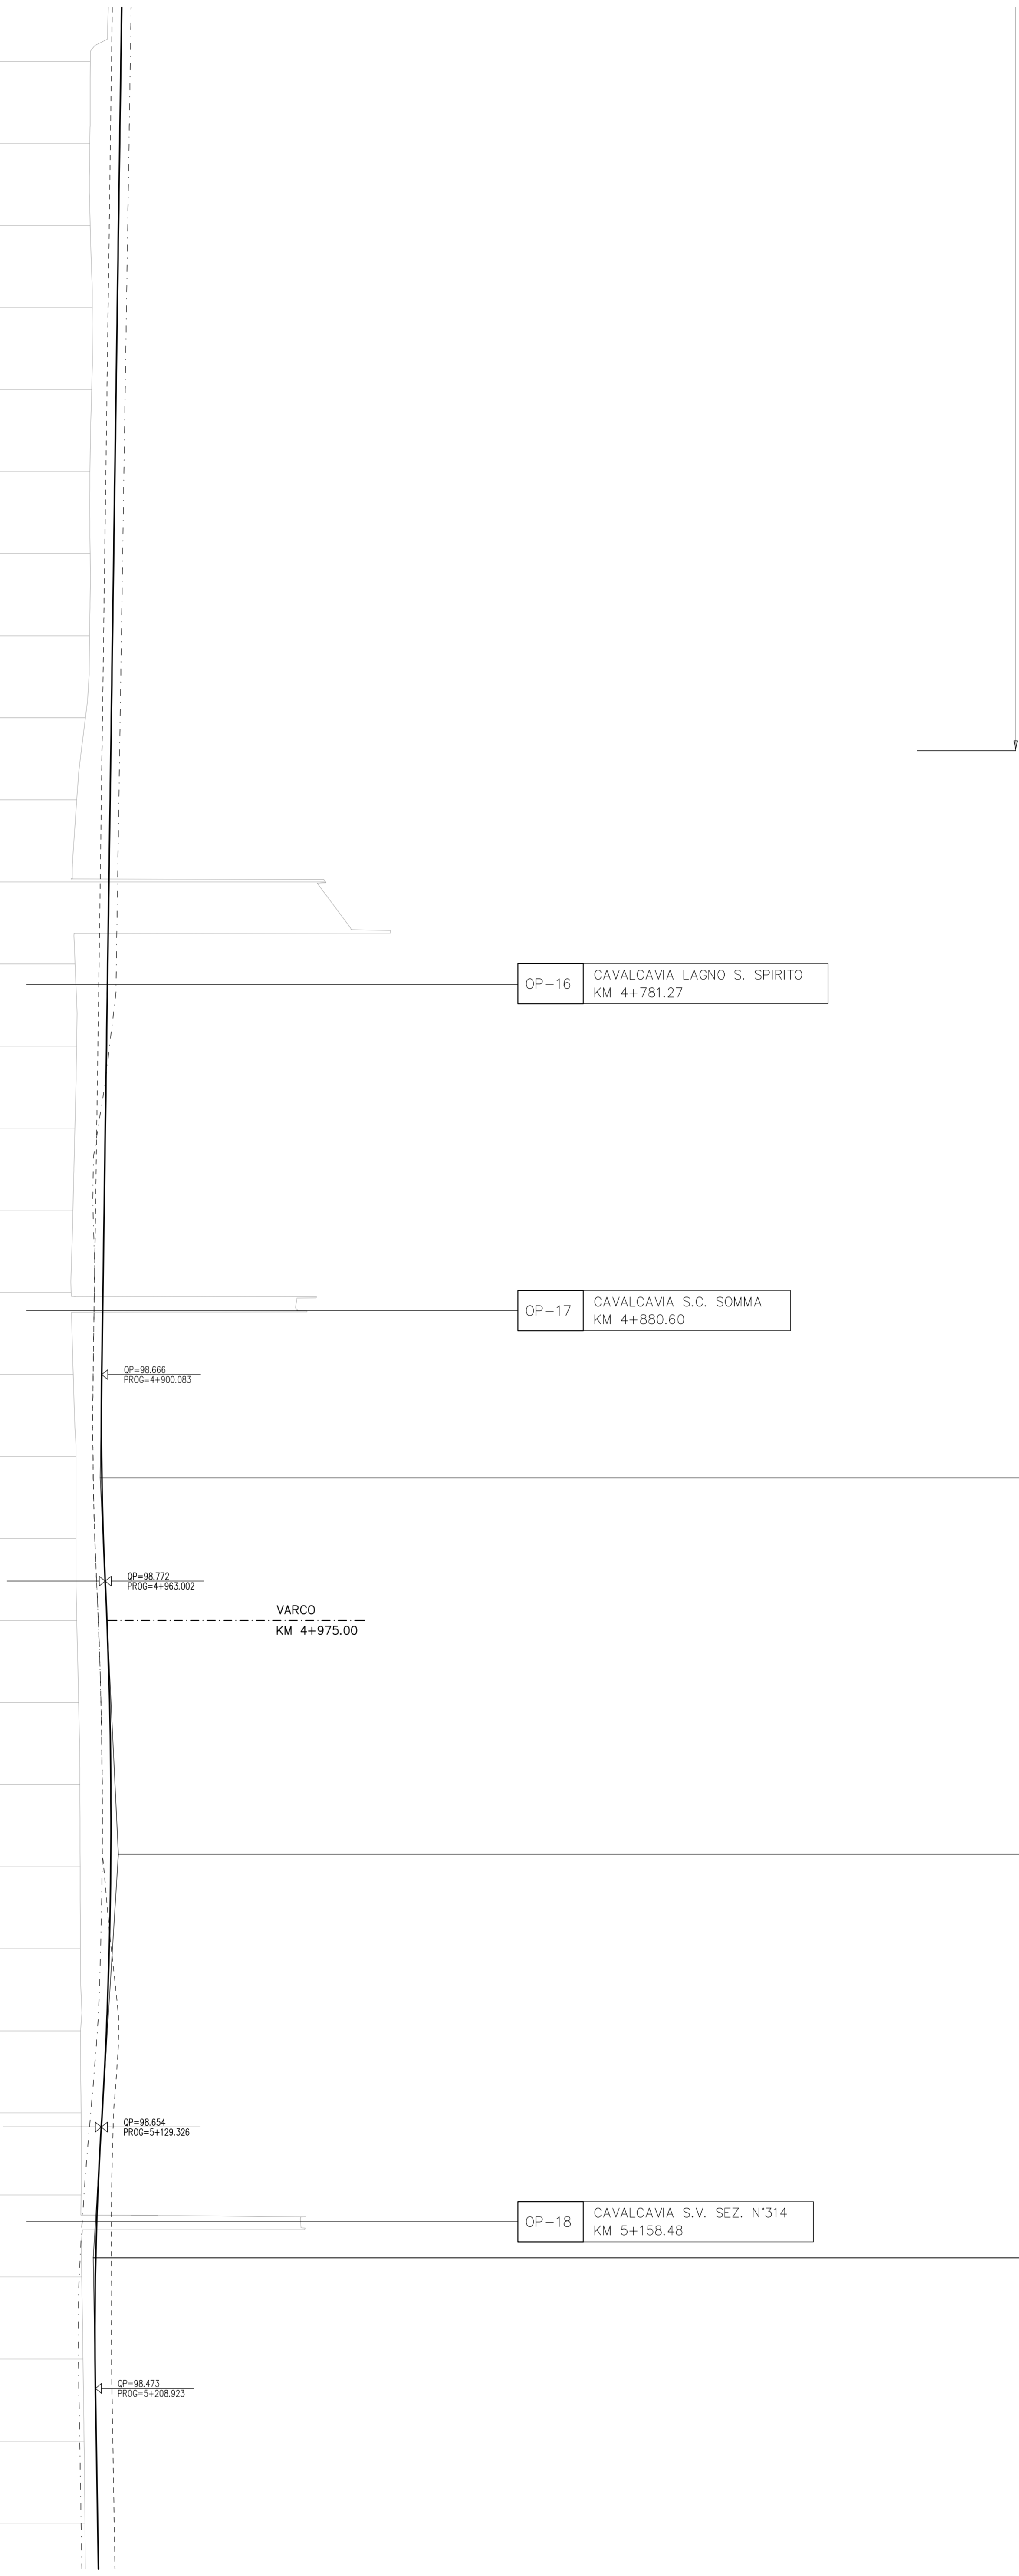 OP-16
CAVALCAVIA LAGNO S. SPIRITO
KM 4+781.27
OP-17
CAVALCAVIA S.C. SOMMA
KM 4+880.60
QP=98.666
PROG=4+900.083
QP=98.772
PROG=4+963.002
VARCO
KM 4+975.00
QP=98.654
PROG=5+129.326
OP-18
CAVALCAVIA S.V. SEZ. N°314
KM 5+158.48
QP=98.473
PROG=5+208.923